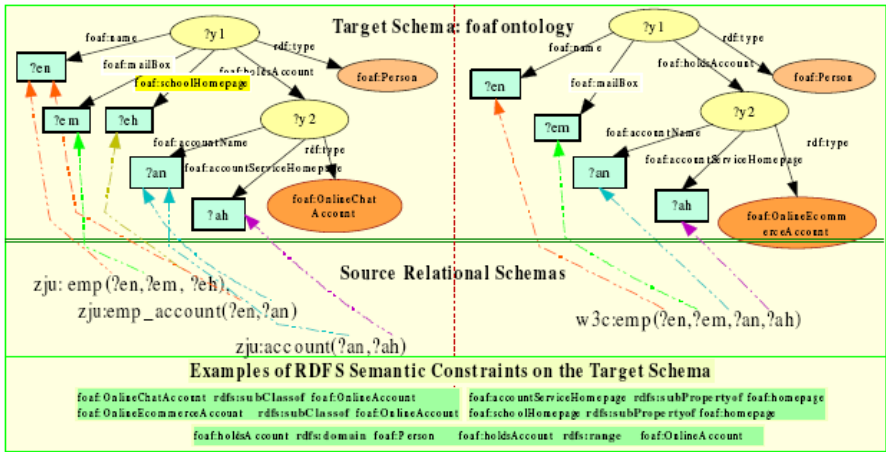 Target Schema: foafontology
?y1
foaf:name
rdf:type
?en
foaf:mailBox
foaf:holdsAccount
foaf:schoolHomepage
foaf:Person
?em
?eh
?y2
foaf:accountName
rdf:type
foaf:accountServiceHomepage
?an
foaf:OnlineChat
Account
?ah
?y1
foaf:name
rdf:type
foaf:holdsAccount
foaf:Person
?en
foaf:mailBox
?y2
?em
foaf:accountName
rdf:type
foaf:accountServiceHomepage
?an
?ah
foaf:OnlineEcomm
erceAccount
Source Relational Schemas
zju: emp(?en,?em, ?eh),
zju:emp_account(?en,?an)
zju:account(?an,?ah)
w3c:emp(?en,?em,?an,?ah)
Examples of RDFS Semantic Constraints on the Target Schema
foaf:OnlineChatAccount rdfs:subClassof foaf:OnlineAccount foaf:accountServiceHomepage rdfs:subPropertyof foaf:homepage
foaf:OnlineEcommerceAccount rdfs:subClassof foaf:OnlineAccount foaf:schoolHomepage rdfs:subPropertyof foaf:homepage
foaf:holdsAccount rdfs:domain foaf:Person foaf:holdsAccount rdfs:range foaf:OnlineAccount